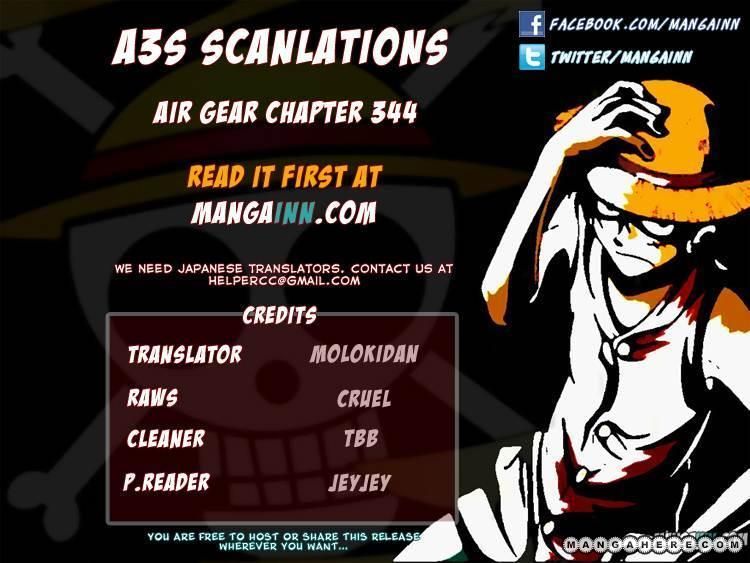 A3S SCANLATIONS
FACEBOOK.COM/MANGAINN
TWITTER/MANGAINN
AIR GEAR CHAPTER 344
READ IT FIRST AT
MANGAINN.COM
WE NEED JAPANESE TRANSLATORS. CONTACT US AT
HELPERCC@GMAIL.COM
CREDITS
TRANSLATOR MOLOKIDAN
RAWS CRUEL
CLEANER TBB
P.READER JEYJEY
YOU ARE FREE TO HOST OR SHARE THIS RELEASE
WHEREVER YOU WANT...
MANGAHERE.COM